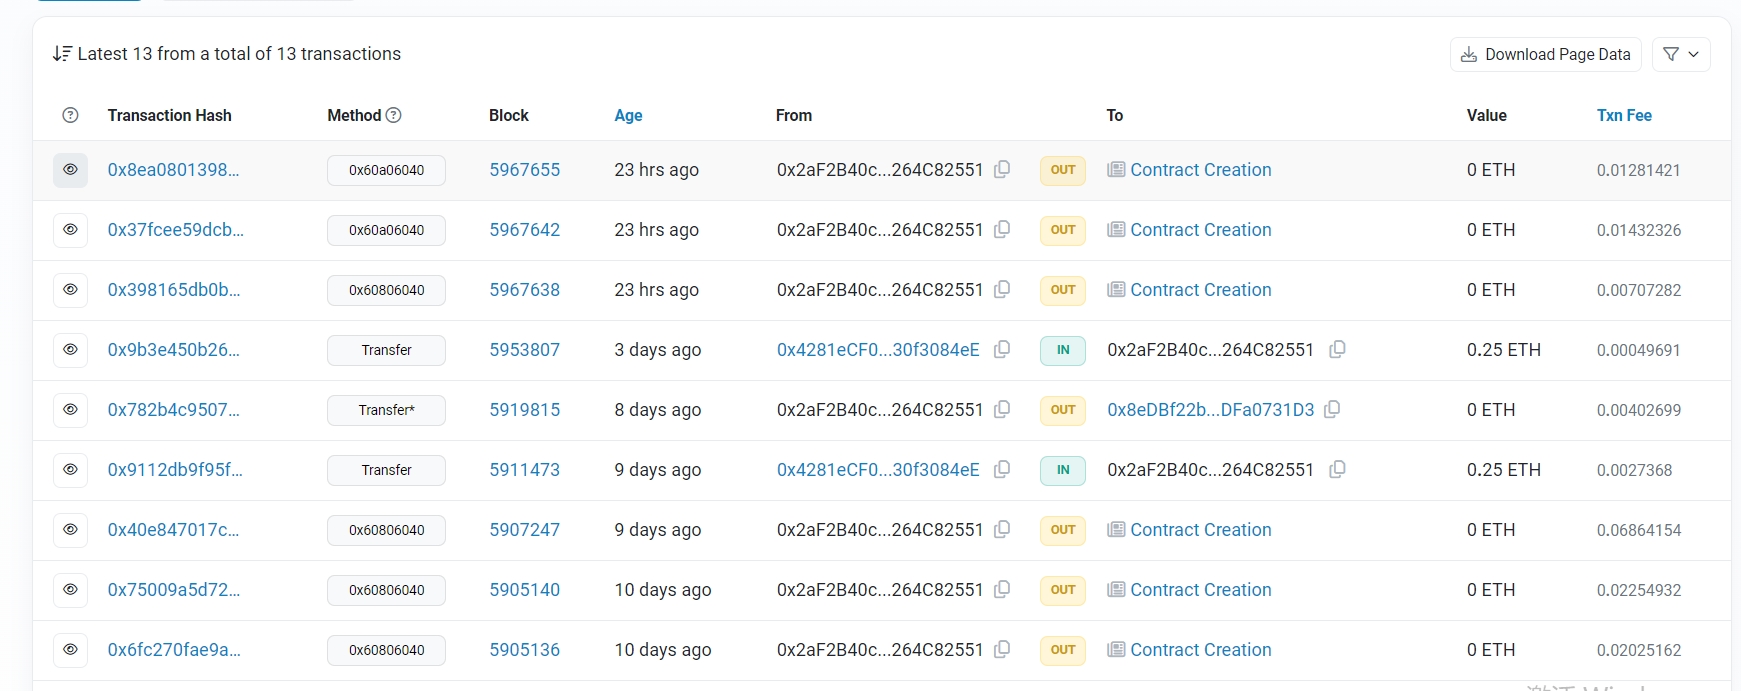 Latest 13 from a total of 13 transactions Download Page Data
Transaction Hash Method Block Age From To Value Txn Fee
0x8ea0801398... 0x60a06040 5967655 23 hrs ago 0x2aF2B40c...264C82551 OUT Contract Creation 0 ETH 0.01281421
0x37fcee59dcb... 0x60a06040 5967642 23 hrs ago 0x2aF2B40c...264C82551 OUT Contract Creation 0 ETH 0.01432326
0x398165db0b... 0x60806040 5967638 23 hrs ago 0x2aF2B40c...264C82551 OUT Contract Creation 0 ETH 0.00707282
0x9b3e450b26... Transfer 5953807 3 days ago 0x4281eCF0...30f3084eE IN 0x2aF2B40c...264C82551 0.25 ETH 0.00049691
0x782b4c9507... Transfer* 5919815 8 days ago 0x2aF2B40c...264C82551 OUT 0x8eDBf22b...DFa0731D3 0 ETH 0.00402699
0x9112db9f95f... Transfer 5911473 9 days ago 0x4281eCF0...30f3084eE IN 0x2aF2B40c...264C82551 0.25 ETH 0.0027368
0x40e847017c... 0x60806040 5907247 9 days ago 0x2aF2B40c...264C82551 OUT Contract Creation 0 ETH 0.06864154
0x75009a5d72... 0x60806040 5905140 10 days ago 0x2aF2B40c...264C82551 OUT Contract Creation 0 ETH 0.02254932
0x6fc270fae9a... 0x60806040 5905136 10 days ago 0x2aF2B40c...264C82551 OUT Contract Creation 0 ETH 0.02025162